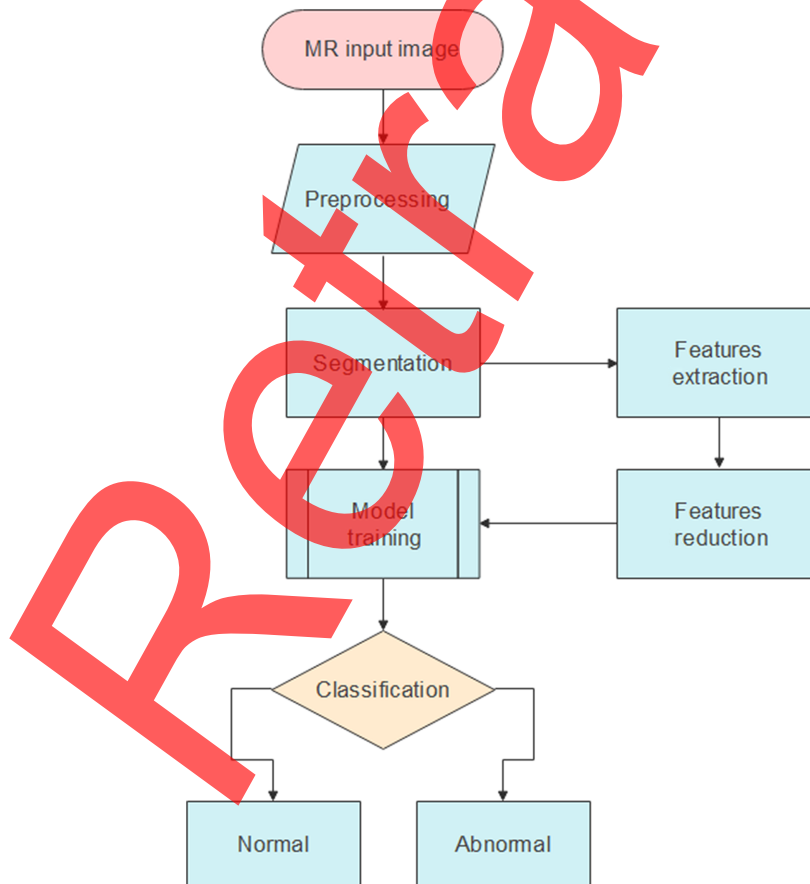 MR input image
Preprocessing
Segmentation
Features
extraction
Model
training
Features
reduction
Classification
Normal
Abnormal
Retra